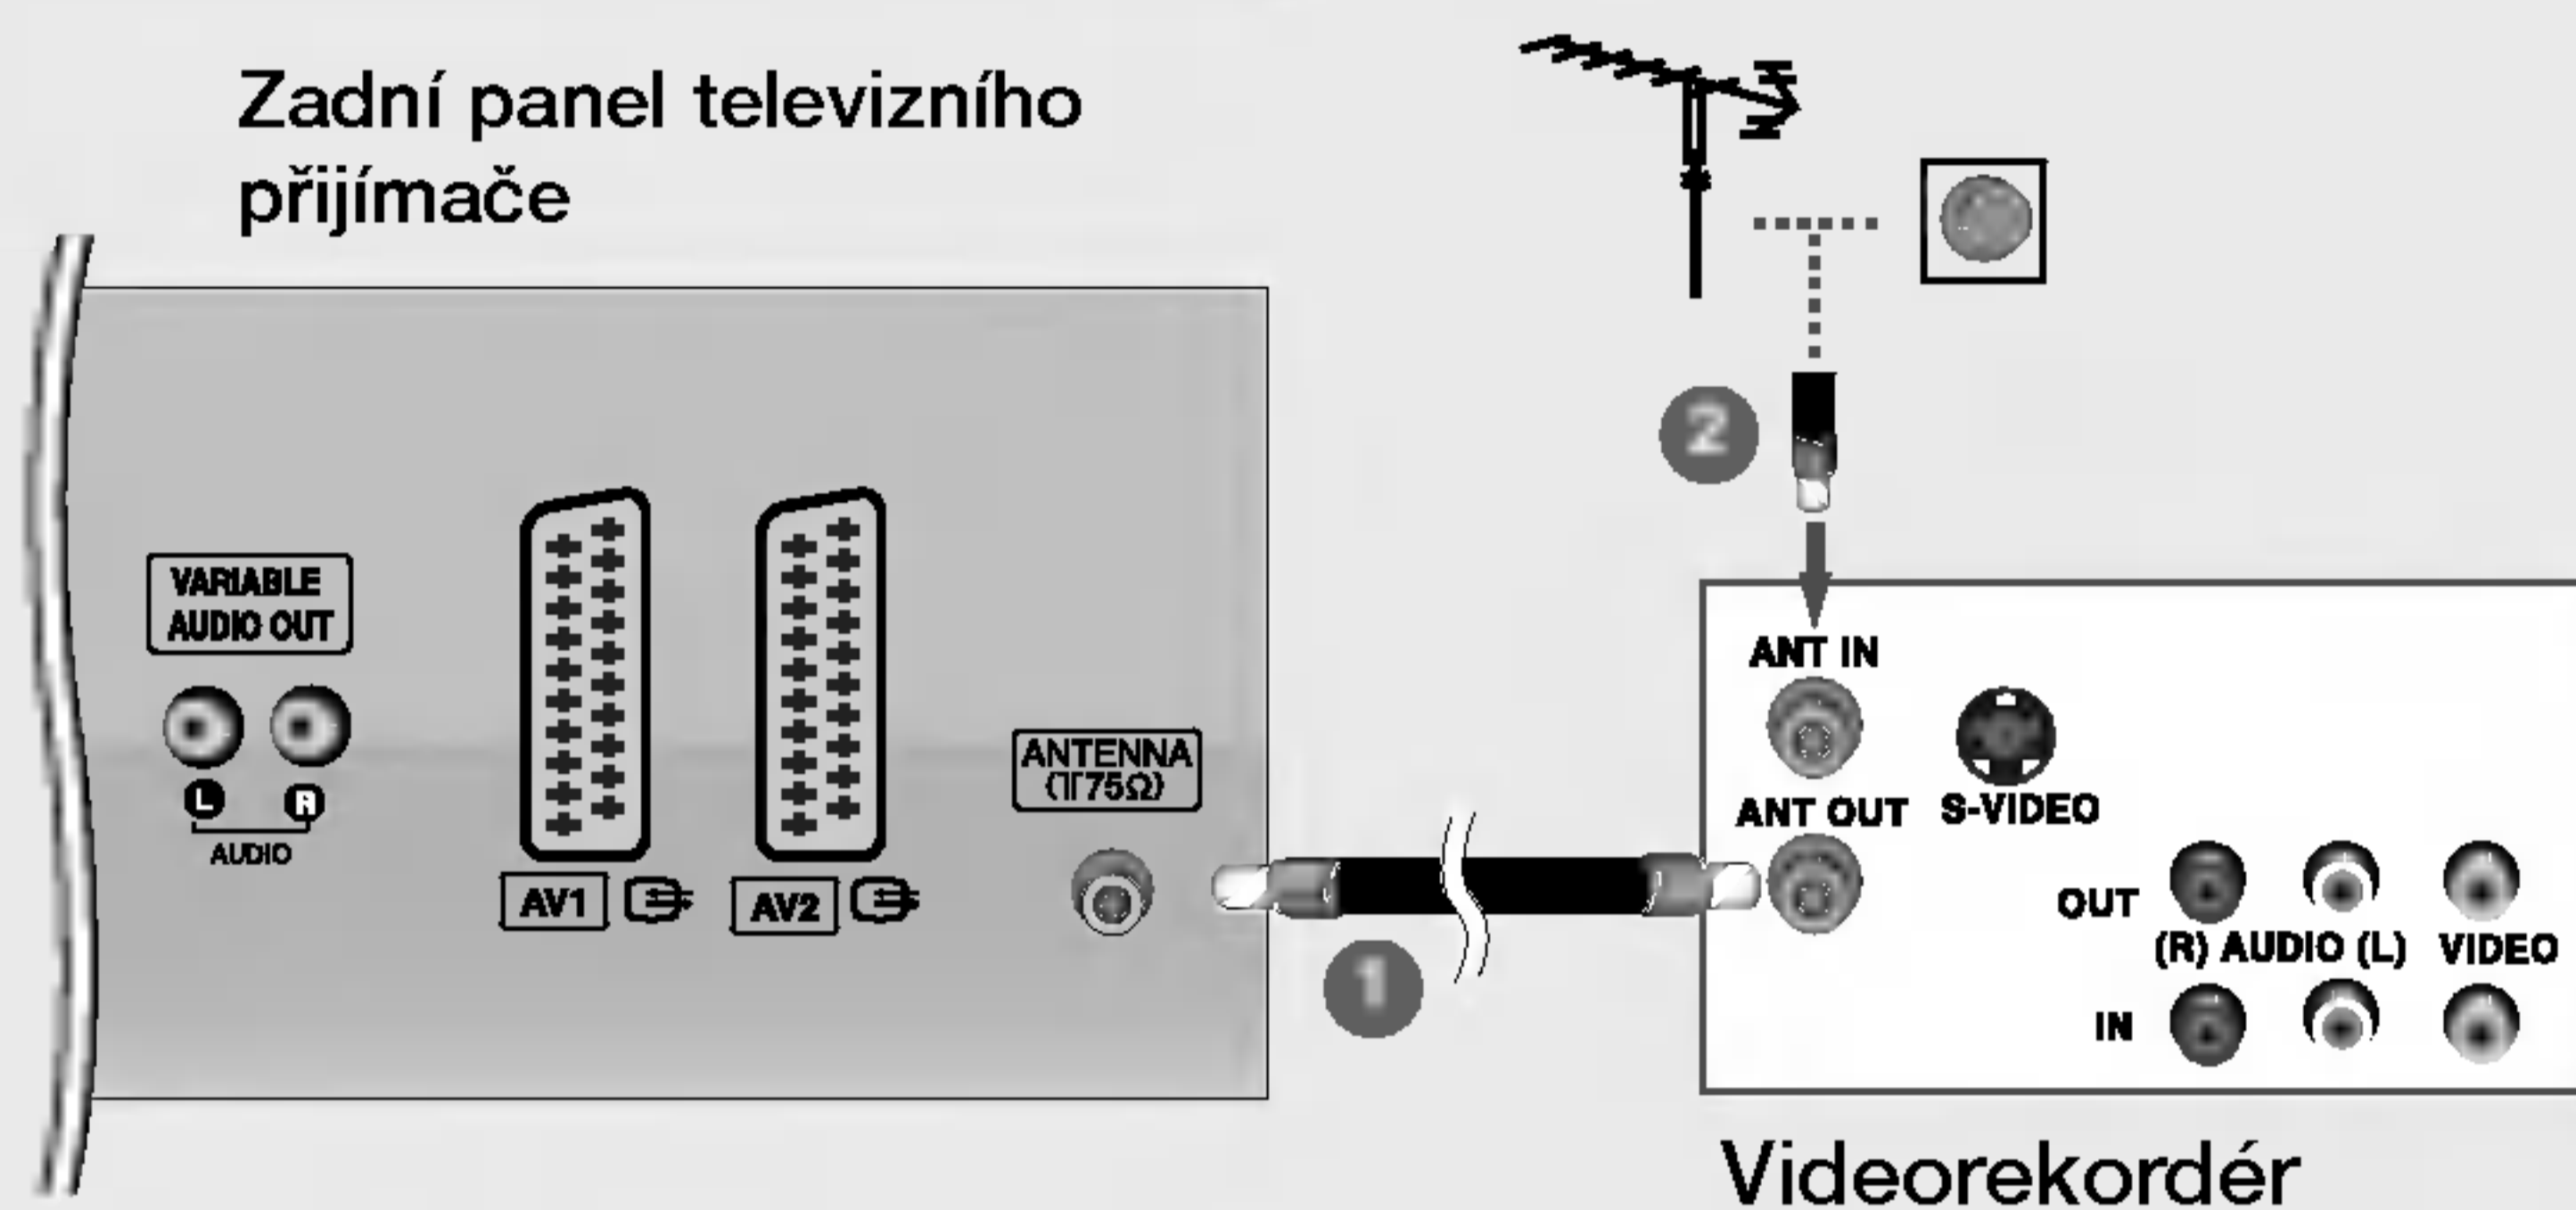 Zadní panel televizního
přijímače
VARIABLE
AUDIO OUT
L R
AUDIO
AV1
AV2
ANTENNA
(75Ω)
1
2
ANT IN
ANT OUT
S-VIDEO
OUT
(R) AUDIO (L)
VIDEO
IN
Videorekordér